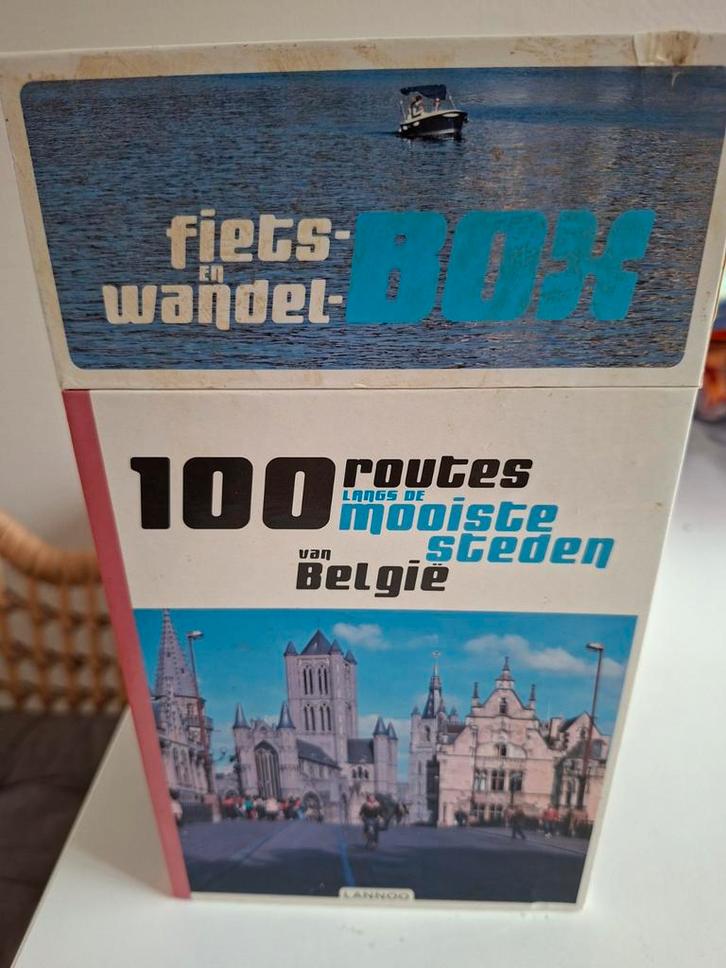 fiets-
EN
wandel-BOX
100 routes
LANGS DE
mooiste
steden
van
België
LANNOO